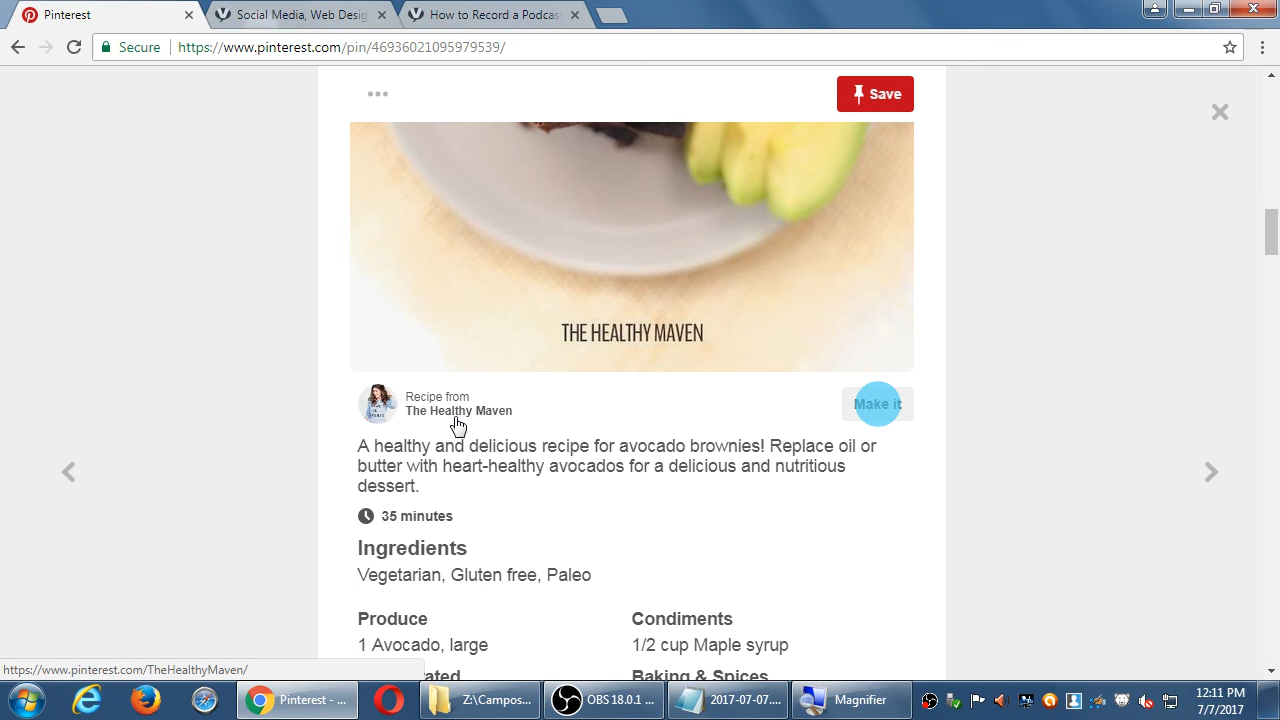 Pinterest
Social Media, Web Desig
How to Record a Podcas
Secure
https://www.pinterest.com/pin/46936021095979539/
Save
THE HEALTHY MAVEN
Recipe from
The Healthy Maven
Make it
A healthy and delicious recipe for avocado brownies! Replace oil or
butter with heart-healthy avocados for a delicious and nutritious
dessert.
35 minutes
Ingredients
Vegetarian, Gluten free, Paleo
Produce
Condiments
1 Avocado, large
1/2 cup Maple syrup
Baking & Spices
https://www.pinterest.com/TheHealthyMaven/
Pinterest - ...
Z:\Campos...
OBS 18.0.1 ...
2017-07-07....
Magnifier
12:11 PM
7/7/2017